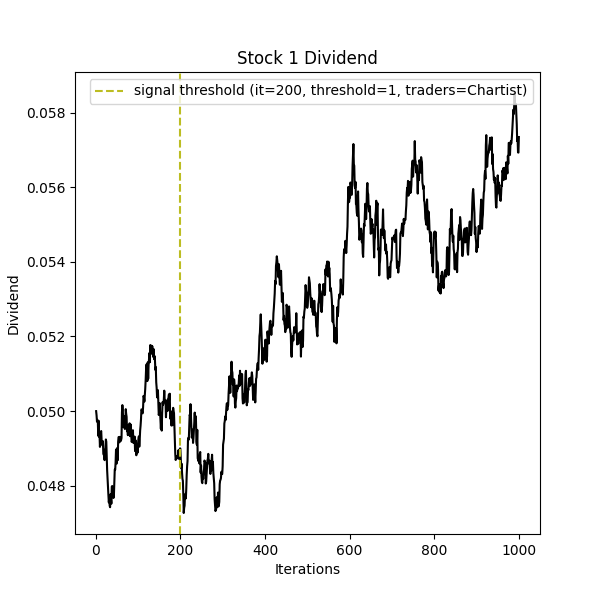 Stock 1 Dividend
signal threshold (it=200, threshold=1, traders=Chartist)
0.058
0.056
0.054
0.052
0.050
0.048
Dividend
0 200 400 600 800 1000
Iterations